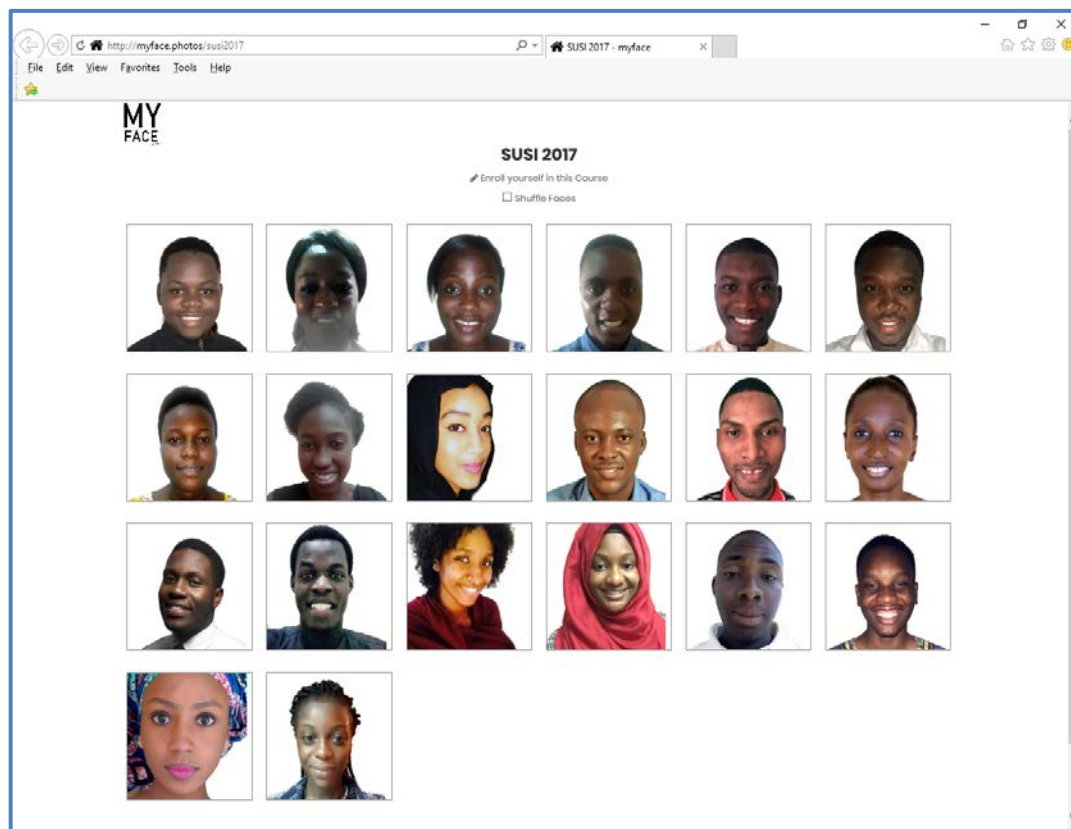 http://myface.photos/susi2017
SUSI 2017 - myface
File Edit View Favorites Tools Help
MY
FACE
SUSI 2017
Enroll yourself in this Course
Shuffle Faces